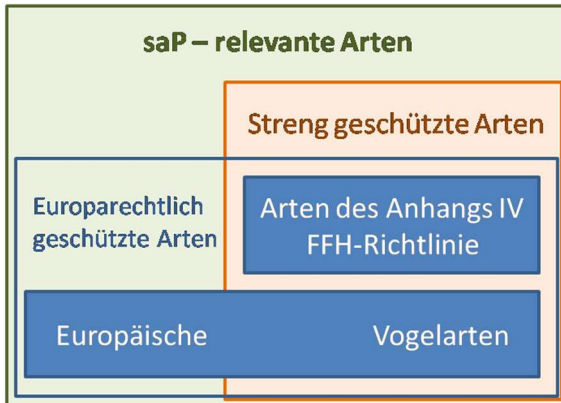 saP – relevante Arten
Streng geschützte Arten
Europarechtlich
geschützte Arten
Arten des Anhangs IV
FFH-Richtlinie
Europäische Vogelarten